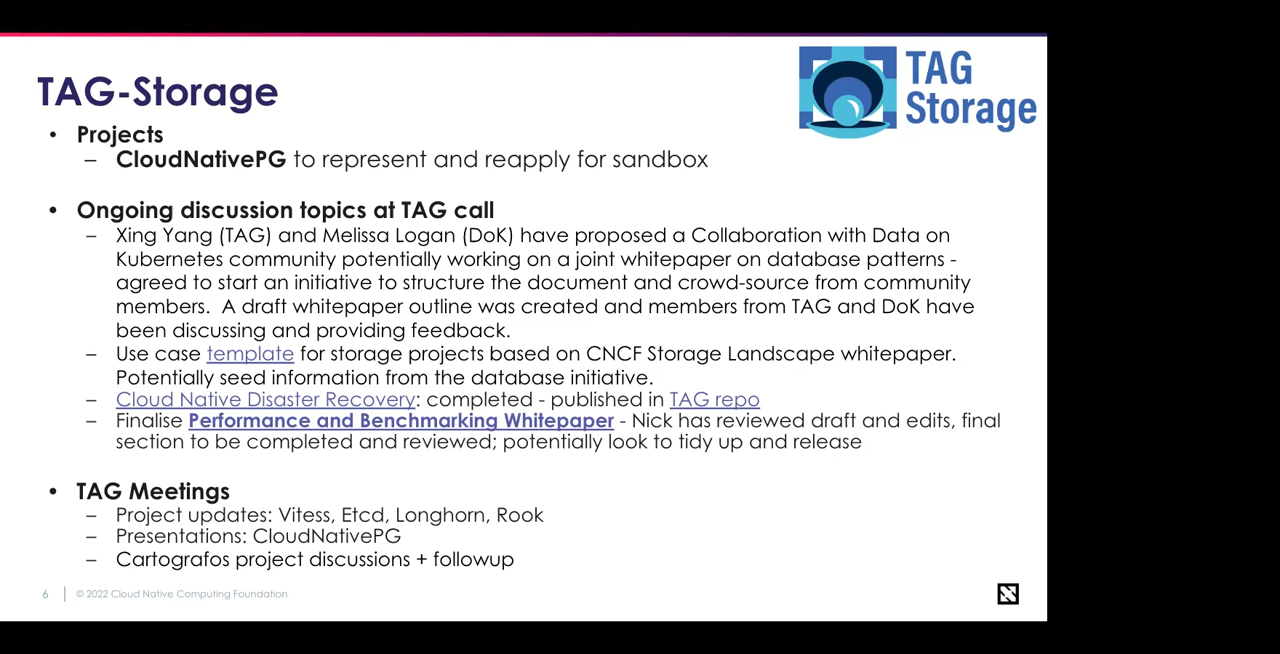 TAG-Storage
TAG
Storage
• Projects
– CloudNativePG to represent and reapply for sandbox
• Ongoing discussion topics at TAG call
– Xing Yang (TAG) and Melissa Logan (DoK) have proposed a Collaboration with Data on
Kubernetes community potentially working on a joint whitepaper on database patterns -
agreed to start an initiative to structure the document and crowd-source from community
members.  A draft whitepaper outline was created and members from TAG and DoK have
been discussing and providing feedback.
– Use case template for storage projects based on CNCF Storage Landscape whitepaper.
Potentially seed information from the database initiative.
– Cloud Native Disaster Recovery: completed - published in TAG repo
– Finalise Performance and Benchmarking Whitepaper - Nick has reviewed draft and edits, final
section to be completed and reviewed; potentially look to tidy up and release
• TAG Meetings
– Project updates: Vitess, Etcd, Longhorn, Rook
– Presentations: CloudNativePG
– Cartografos project discussions + followup
6 | © 2022 Cloud Native Computing Foundation